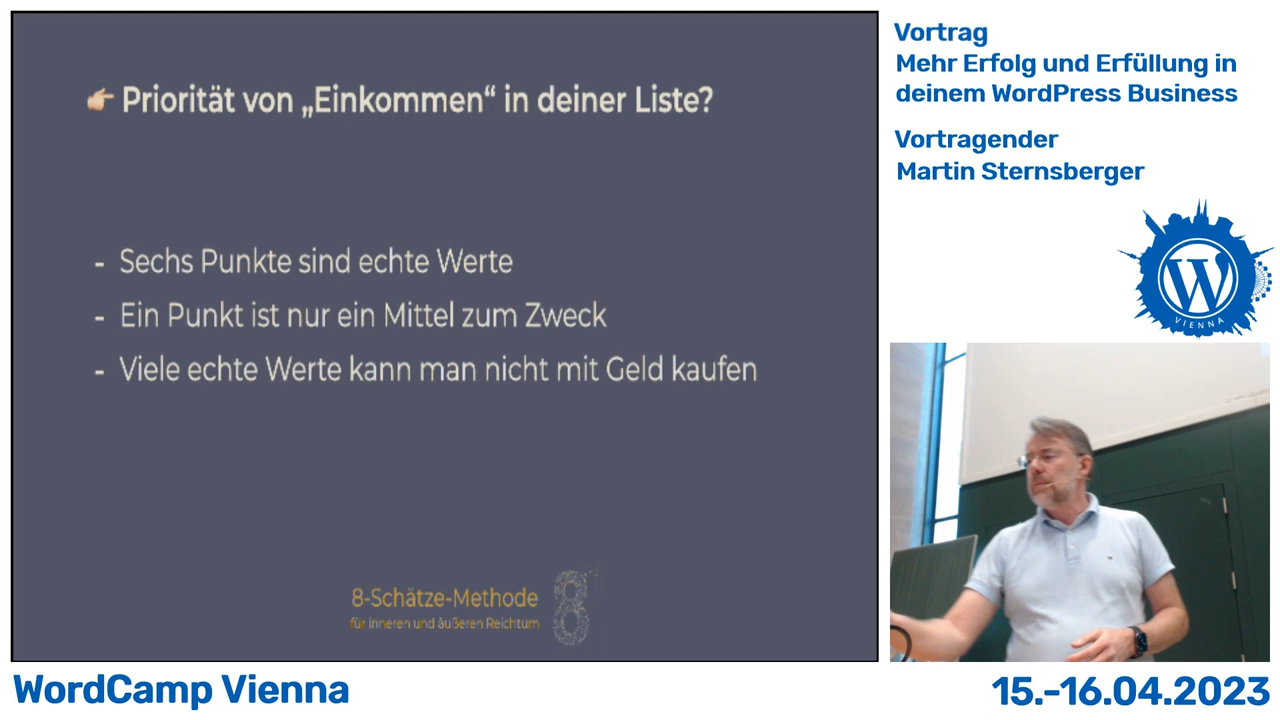 👉 Priorität von „Einkommen“ in deiner Liste?
- Sechs Punkte sind echte Werte
- Ein Punkt ist nur ein Mittel zum Zweck
- Viele echte Werte kann man nicht mit Geld kaufen
8-Schätze-Methode
für inneren und äußeren Reichtum
8
Vortrag
Mehr Erfolg und Erfüllung in
deinem WordPress Business
Vortragender
Martin Sternsberger
W
VIENNA
WordCamp Vienna
15.-16.04.2023